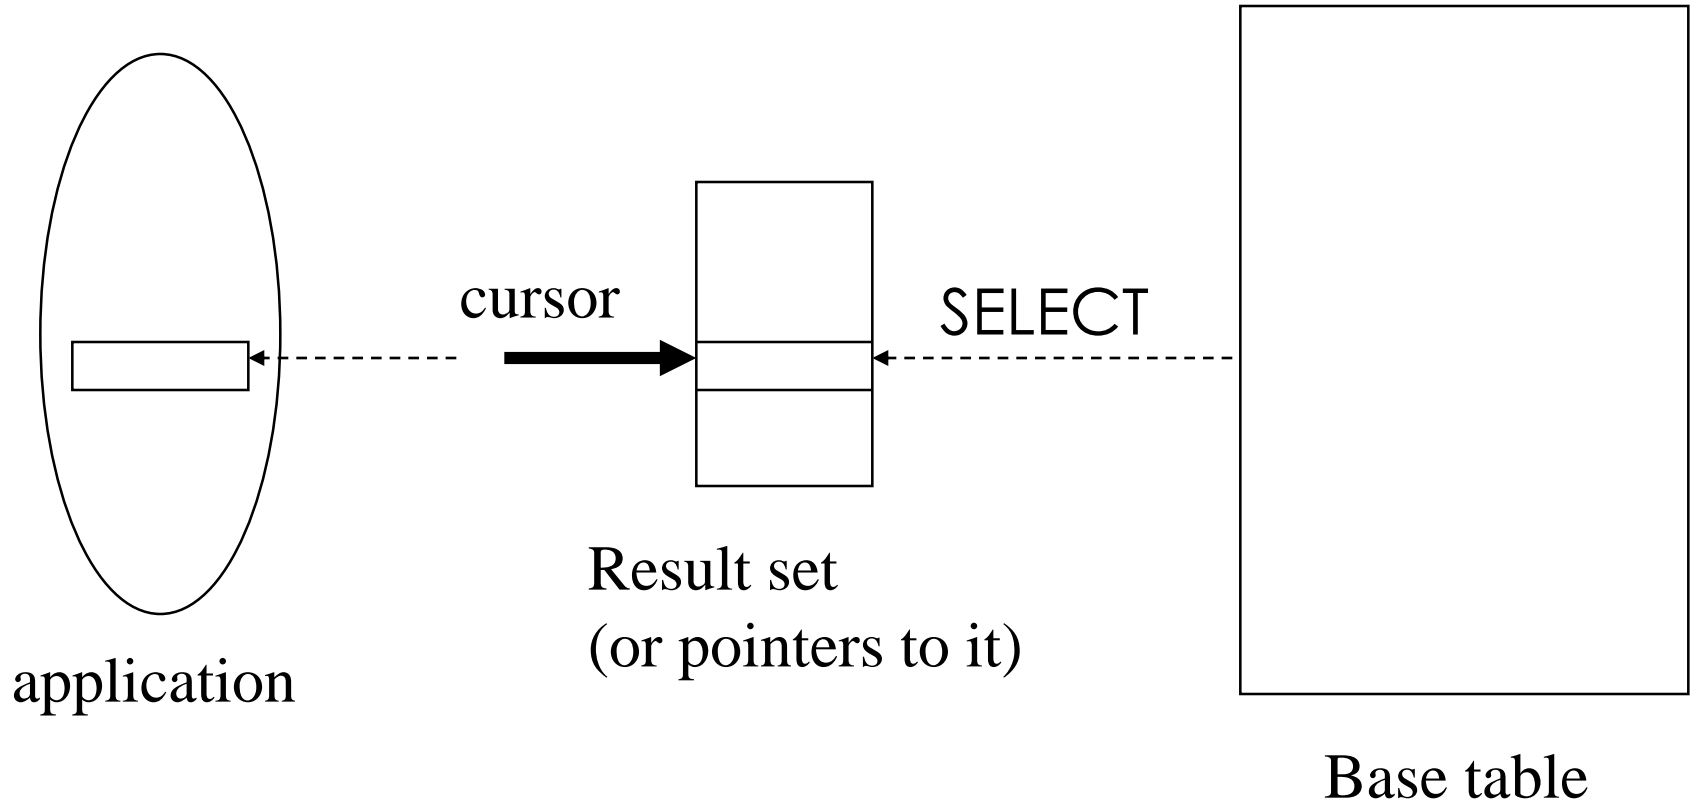 cursor
SELECT
Result set
(or pointers to it)
application
Base table